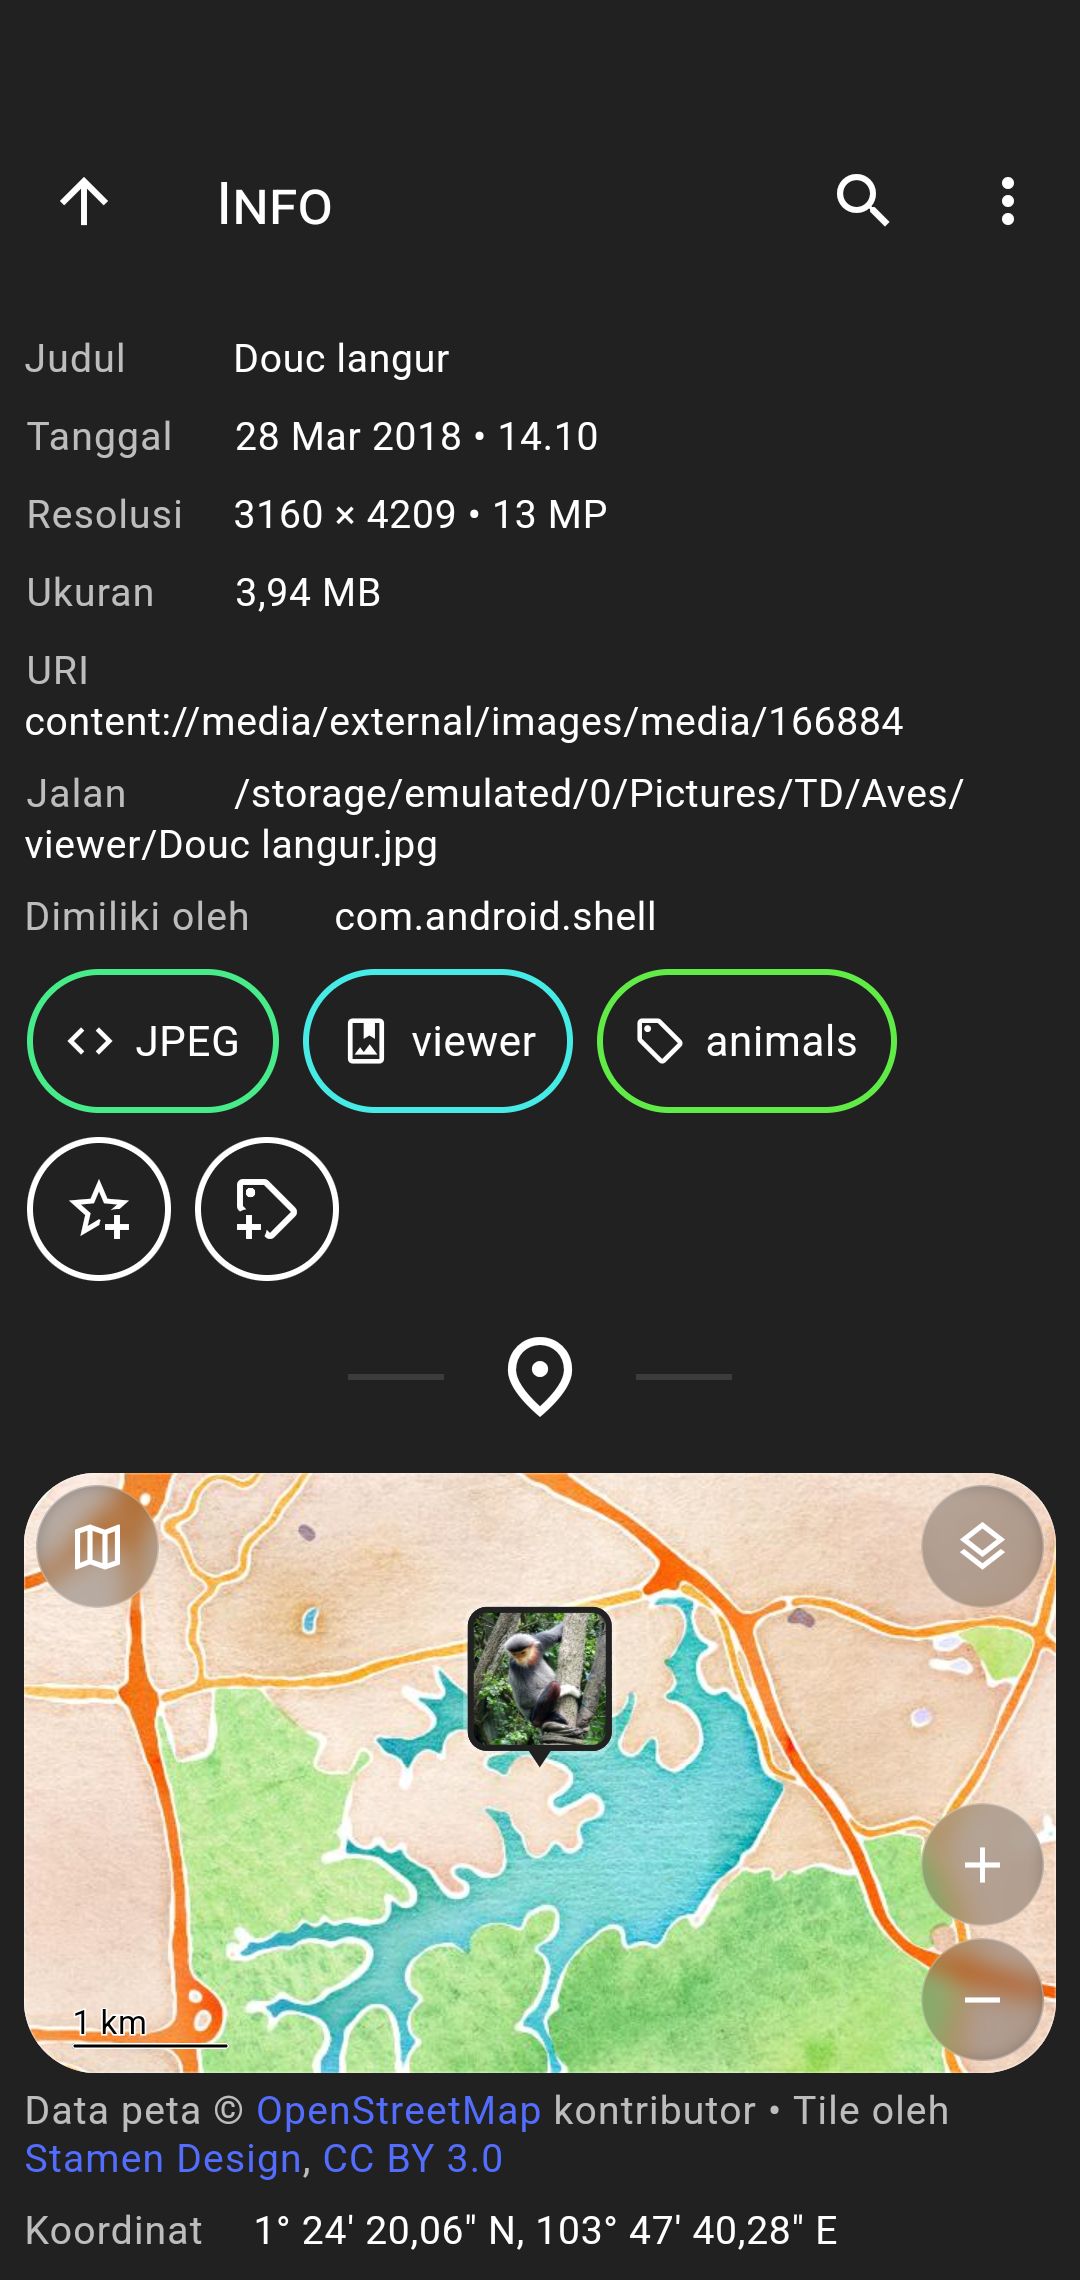 INFO
Judul Douc langur
Tanggal 28 Mar 2018 • 14.10
Resolusi 3160 × 4209 • 13 MP
Ukuran 3,94 MB
URI
content://media/external/images/media/166884
Jalan /storage/emulated/0/Pictures/TD/Aves/
viewer/Douc langur.jpg
Dimiliki oleh com.android.shell
JPEG viewer animals
1 km
Data peta © OpenStreetMap kontributor • Tile oleh
Stamen Design, CC BY 3.0
Koordinat 1° 24' 20,06" N, 103° 47' 40,28" E